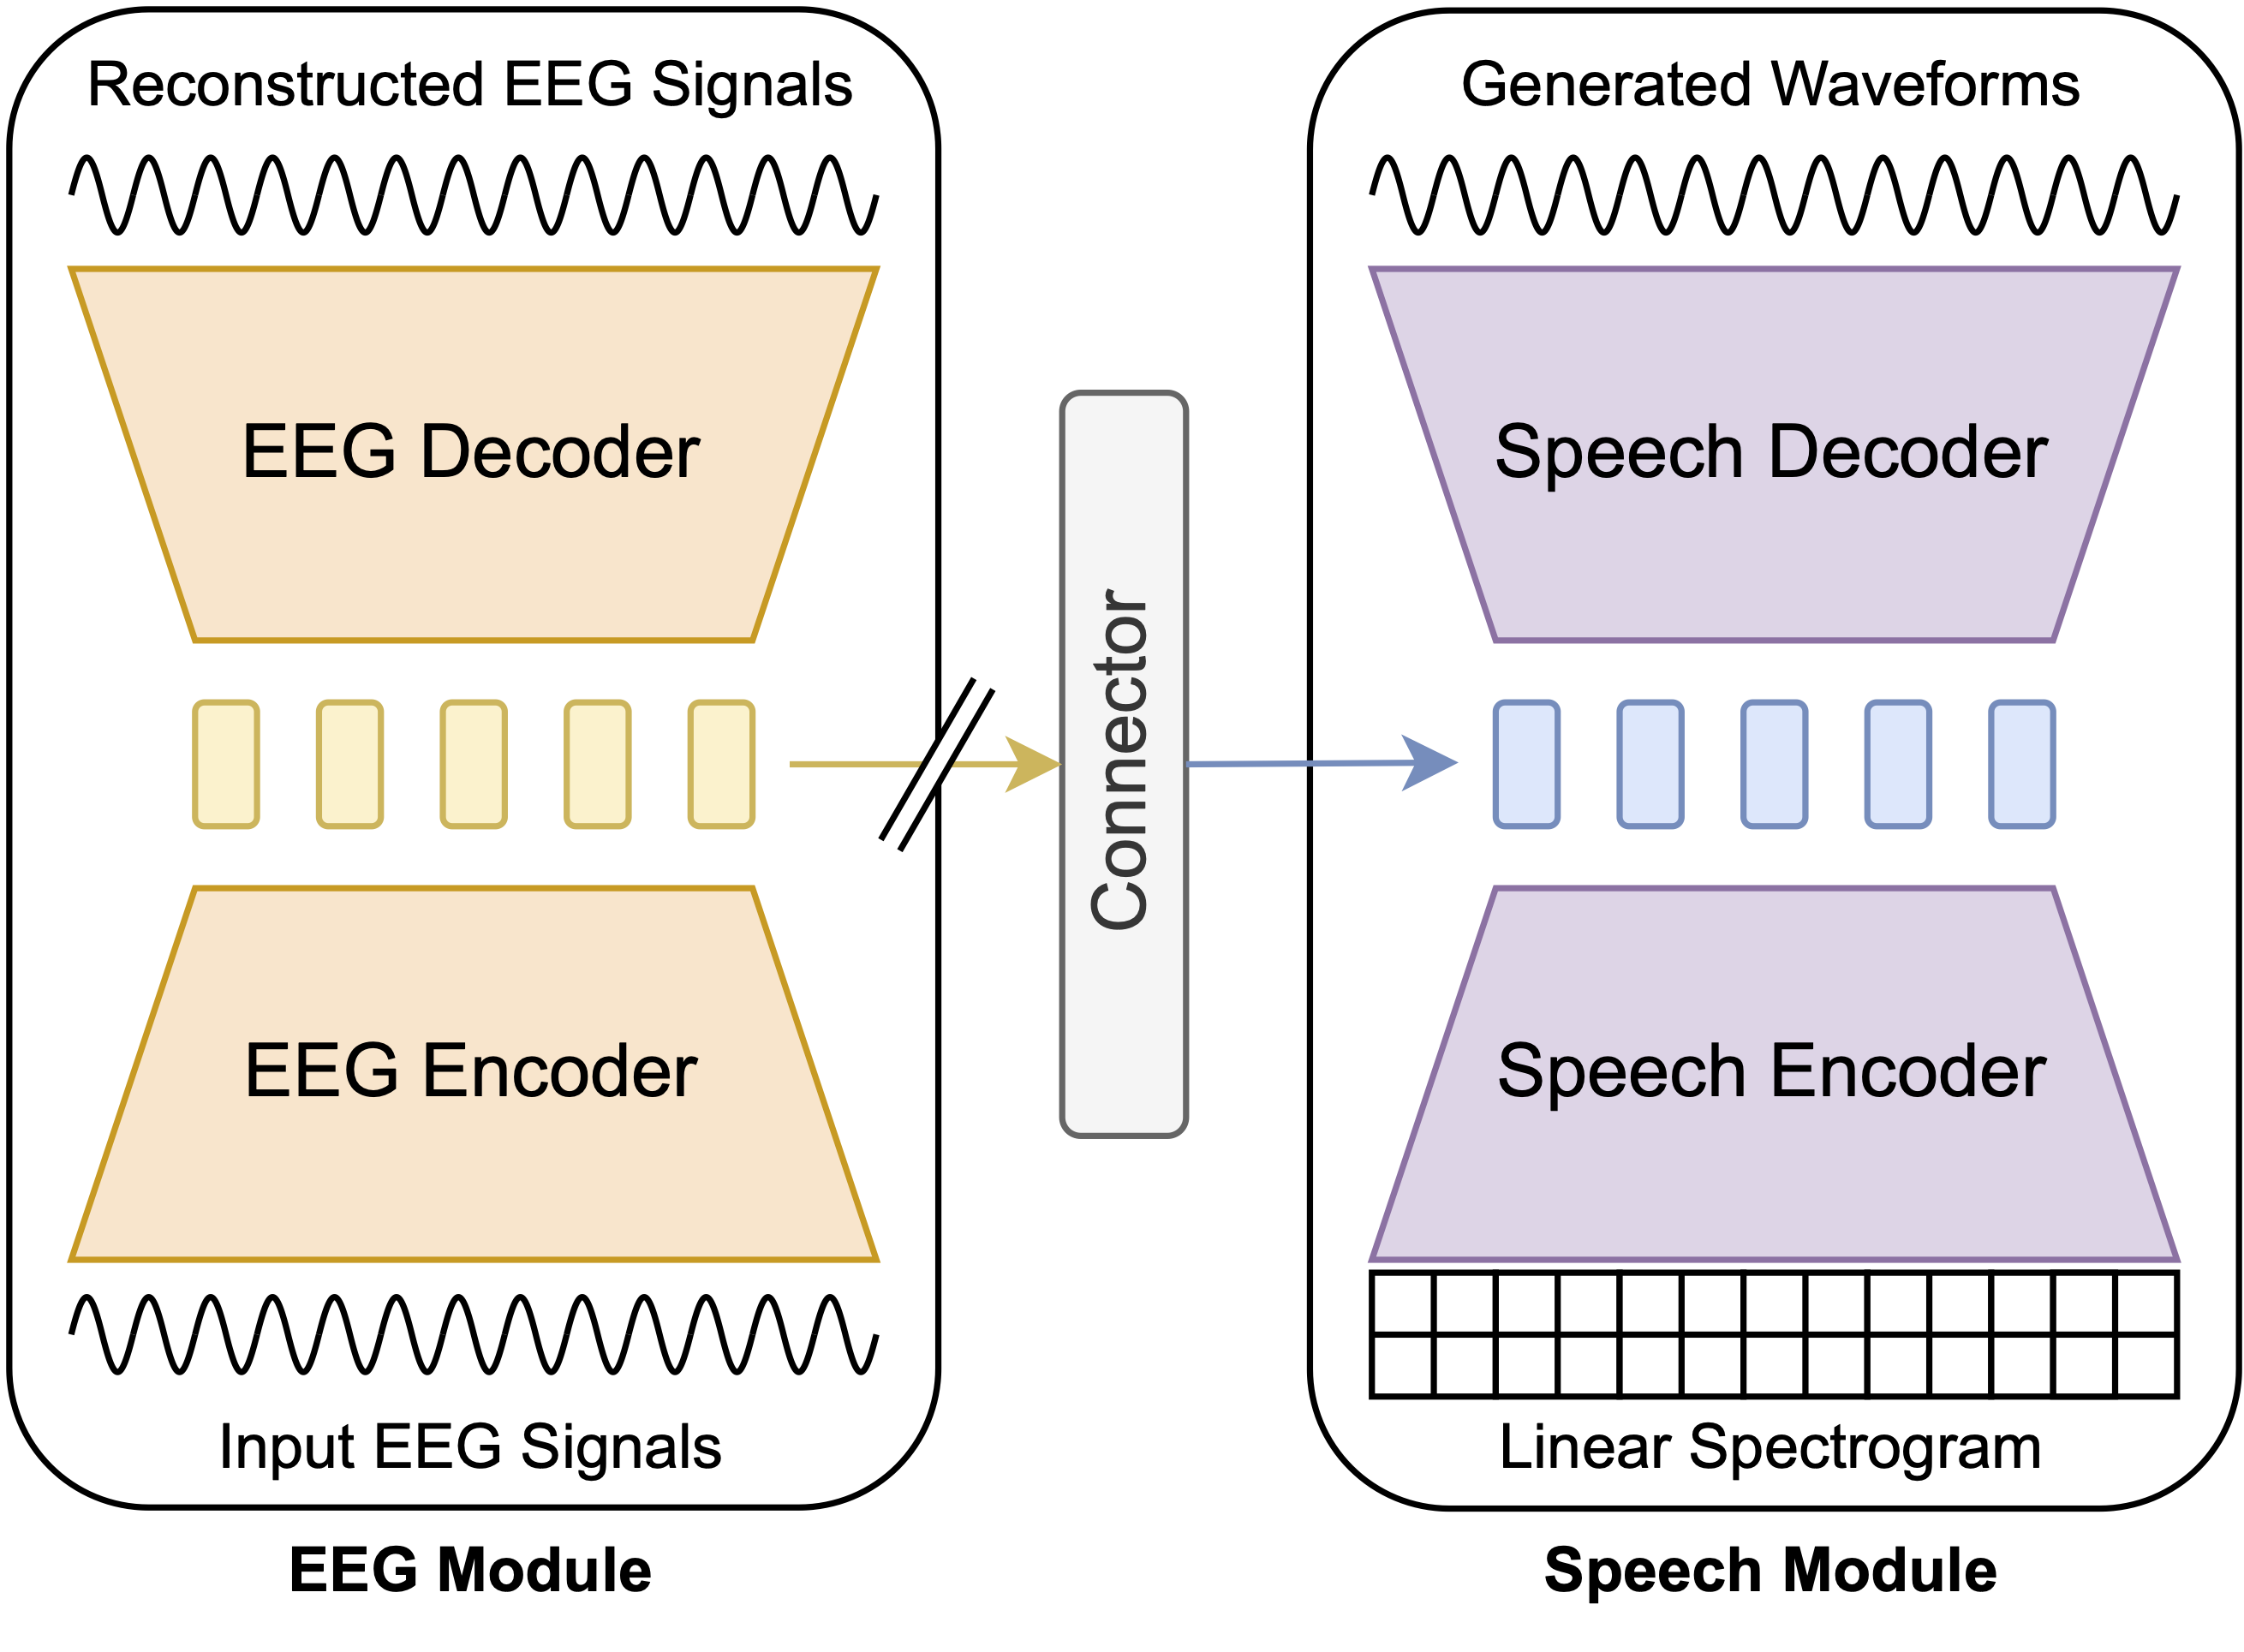 Reconstructed EEG Signals
EEG Decoder
EEG Encoder
Input EEG Signals
EEG Module
Connector
Generated Waveforms
Speech Decoder
Speech Encoder
Linear Spectrogram
Speech Module